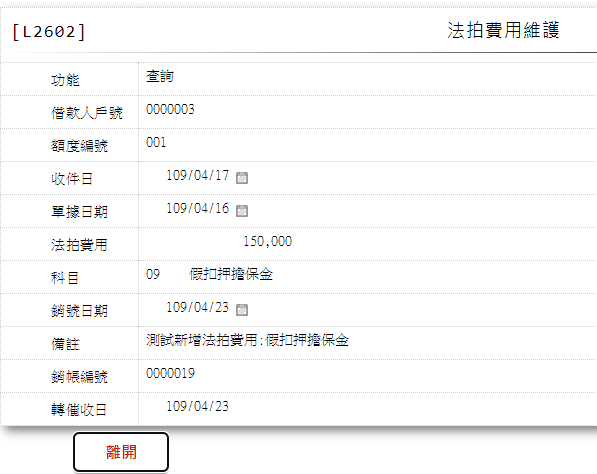 [L2602] 法拍費用維護
功能 查詢
借款人戶號 0000003
額度編號 001
收件日 109/04/17
單據日期 109/04/16
法拍費用 150,000
科目 09 假扣押擔保金
銷號日期 109/04/23
備註 測試新增法拍費用:假扣押擔保金
銷帳編號 0000019
轉催收日 109/04/23
離開